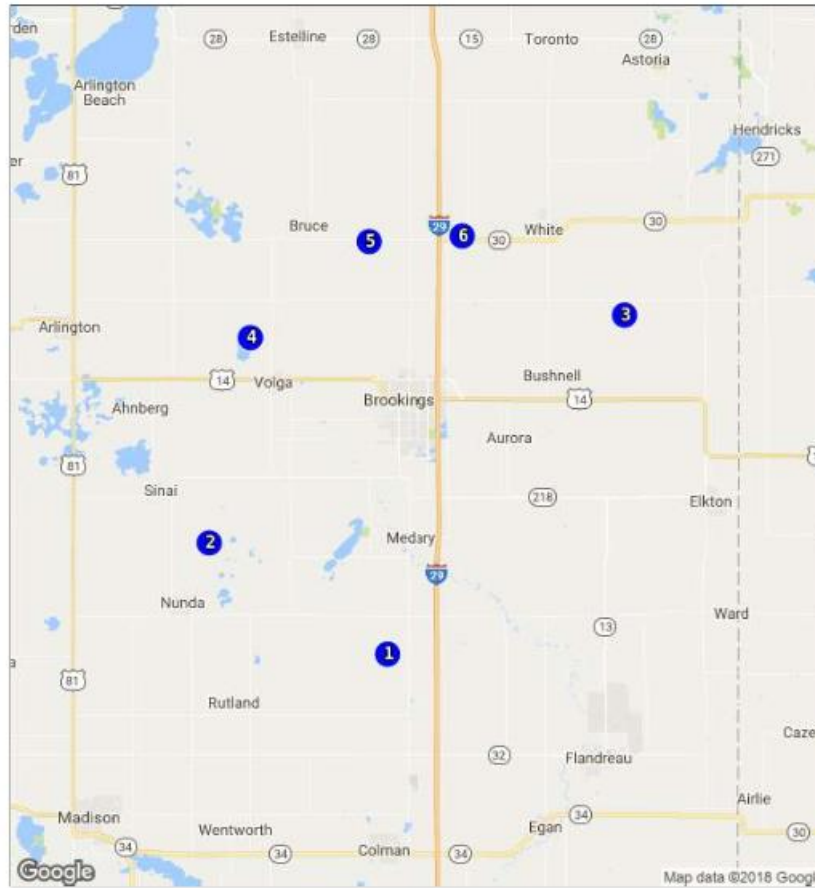 rden
28
Estelline
28
15
Toronto
28
Astoria
Arlington
Beach
Hendricks
271
er
81
Bruce
5
29
6
30
White
30
3
Arlington
4
14
Volga
Bushnell
Brookings
14
Ahnberg
Aurora
81
Sinai
218
Elkton
2
Medary
29
Nunda
Ward
13
1
a
81
Rutland
Caze
32
Flandreau
Airlie
Madison
34
Wentworth
Egan
34
30
34
34
Colman
34
Google
Map data ©2018 Googl